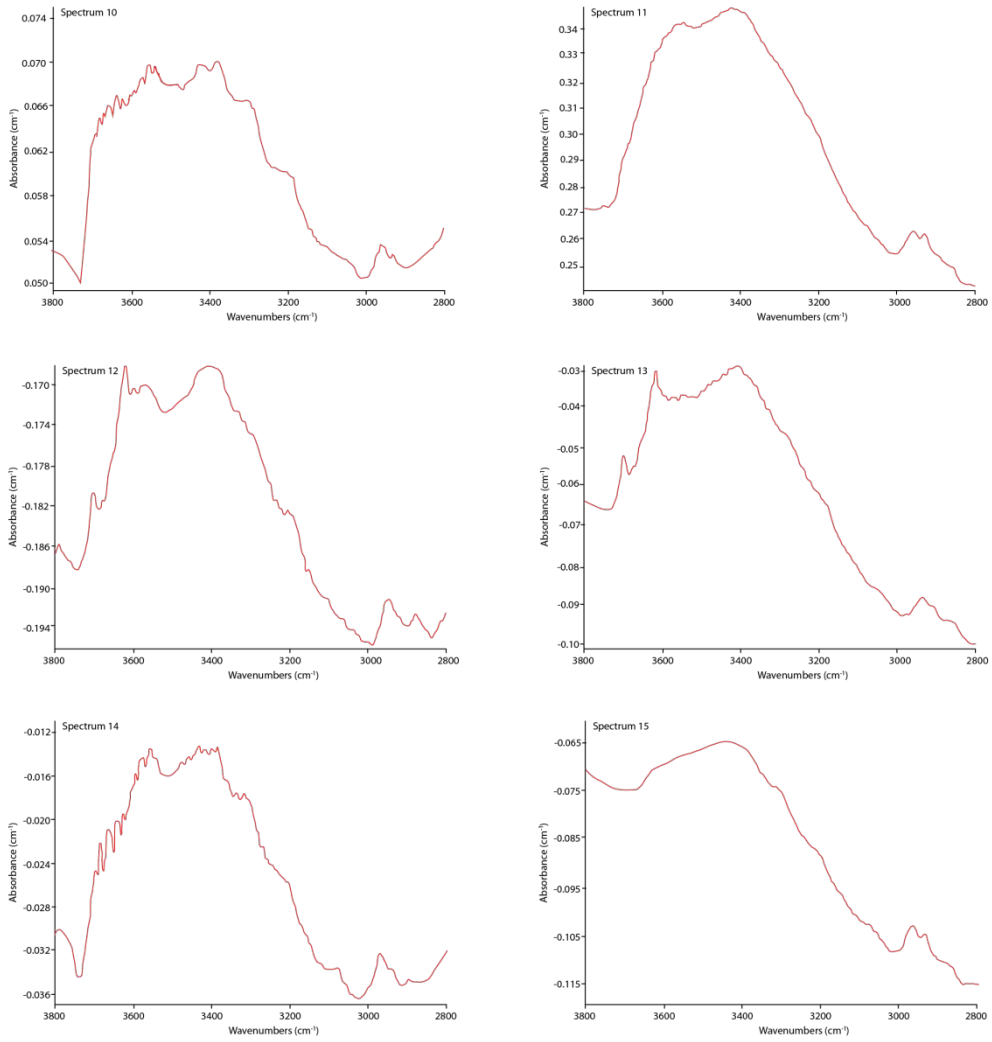 Spectrum 10
0.074
0.070
0.066
0.062
0.058
0.054
0.050
Absorbance (cm⁻¹)
3800 3600 3400 3200 3000 2800
Wavenumbers (cm⁻¹)
Spectrum 11
0.34
0.33
0.32
0.31
0.30
0.29
0.28
0.27
0.26
0.25
Absorbance (cm⁻¹)
3800 3600 3400 3200 3000 2800
Wavenumbers (cm⁻¹)
Spectrum 12
-0.170
-0.174
-0.178
-0.182
-0.186
-0.190
-0.194
Absorbance (cm⁻¹)
3800 3600 3400 3200 3000 2800
Wavenumbers (cm⁻¹)
Spectrum 13
-0.03
-0.04
-0.05
-0.06
-0.07
-0.08
-0.09
-0.10
Absorbance (cm⁻¹)
3800 3600 3400 3200 3000 2800
Wavenumbers (cm⁻¹)
Spectrum 14
-0.012
-0.016
-0.020
-0.024
-0.028
-0.032
-0.036
Absorbance (cm⁻¹)
3800 3600 3400 3200 3000 2800
Wavenumbers (cm⁻¹)
Spectrum 15
-0.065
-0.075
-0.085
-0.095
-0.105
-0.115
Absorbance (cm⁻¹)
3800 3600 3400 3200 3000 2800
Wavenumbers (cm⁻¹)